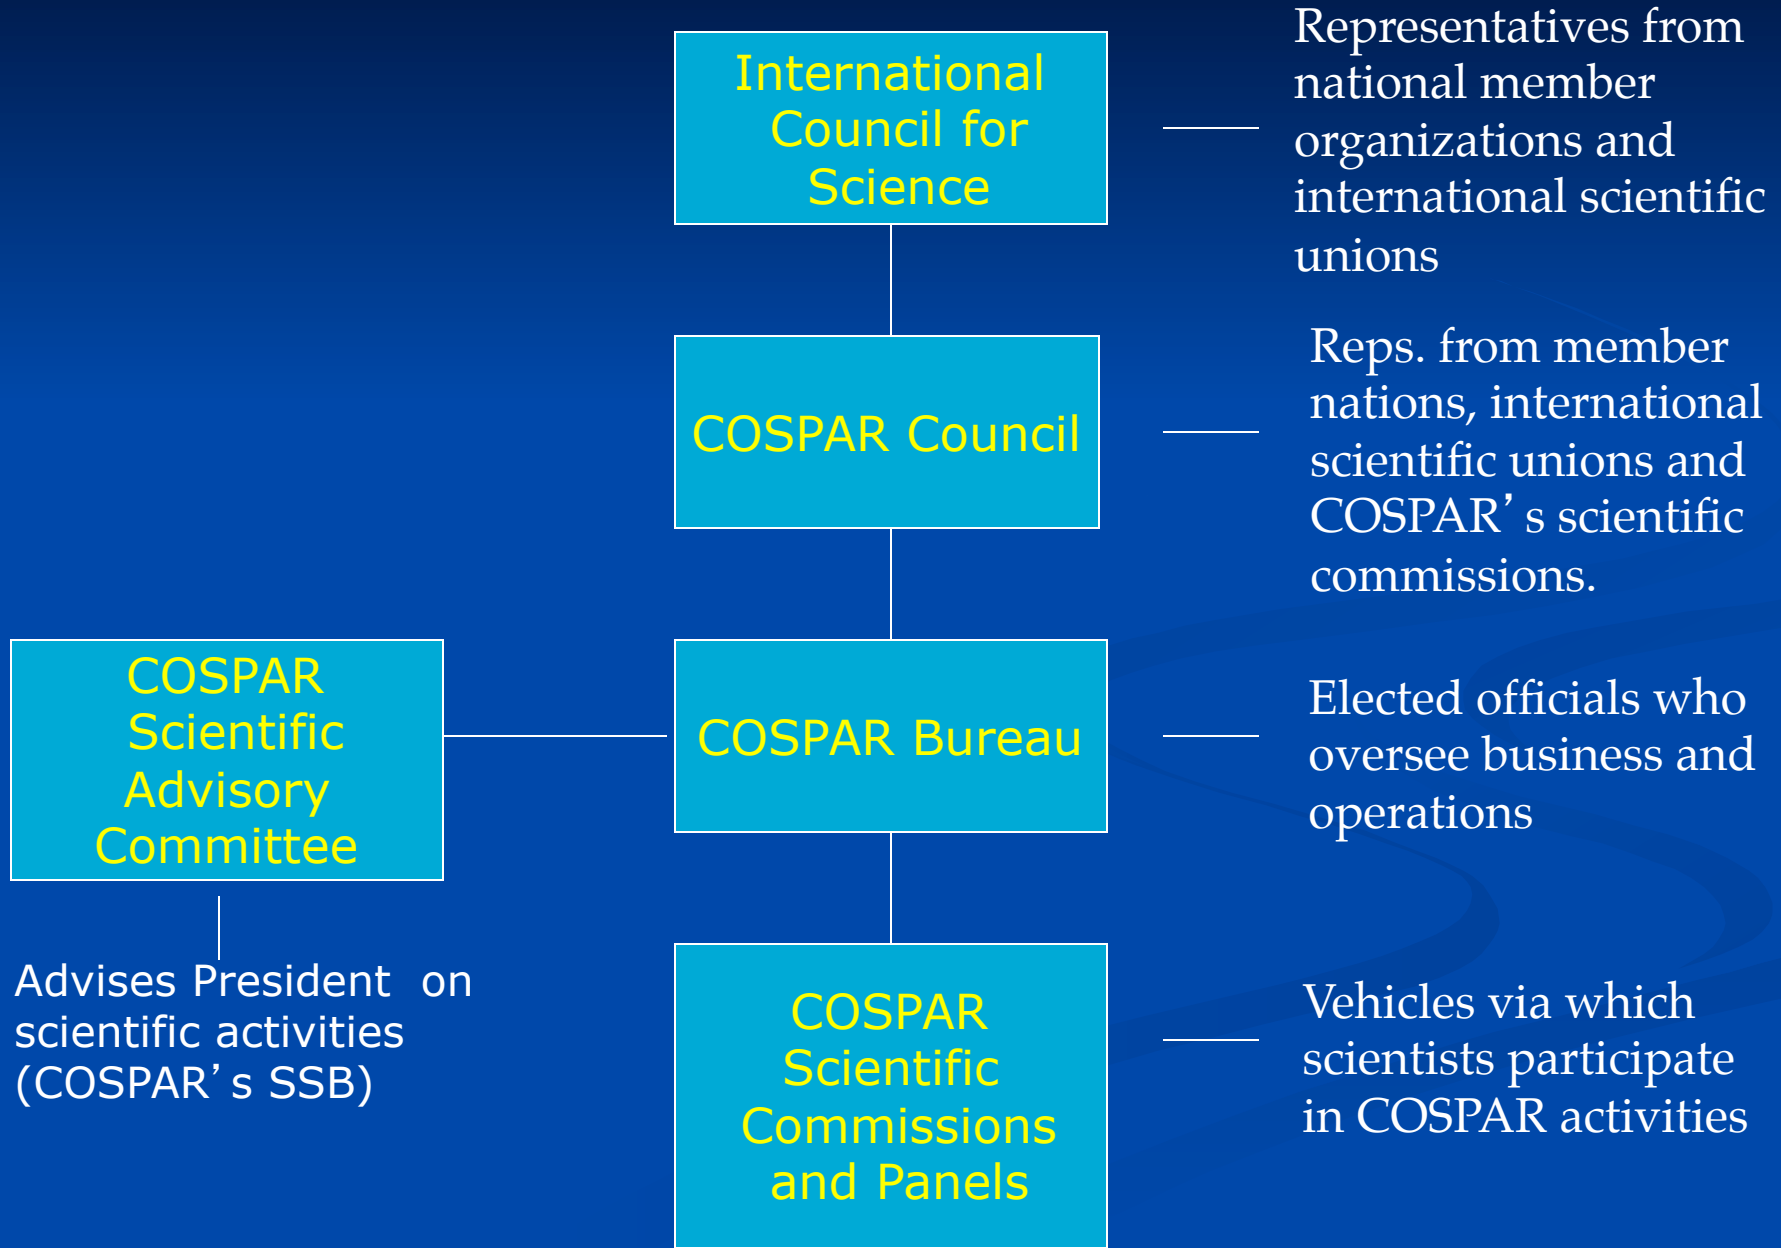 International
Council for
Science
Representatives from
national member
organizations and
international scientific
unions
COSPAR Council
Reps. from member
nations, international
scientific unions and
COSPAR’s scientific
commissions.
COSPAR
Scientific
Advisory
Committee
COSPAR Bureau
Elected officials who
oversee business and
operations
Advises President on
scientific activities
(COSPAR’s SSB)
COSPAR
Scientific
Commissions
and Panels
Vehicles via which
scientists participate
in COSPAR activities